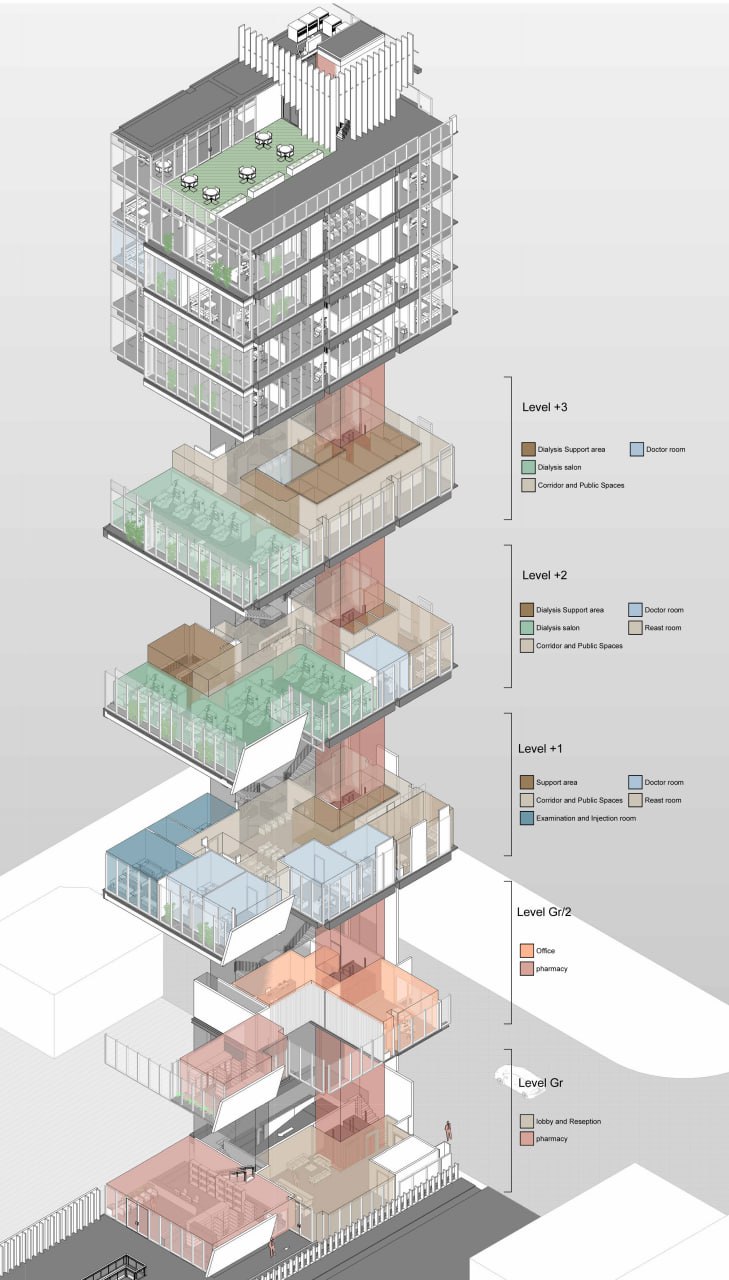 Level +3
Dialysis Support area
Doctor room
Dialysis salon
Corridor and Public Spaces
Level +2
Dialysis Support area
Doctor room
Dialysis salon
Reast room
Corridor and Public Spaces
Level +1
Support area
Doctor room
Corridor and Public Spaces
Reast room
Examination and Injection room
Level Gr/2
Office
pharmacy
Level Gr
lobby and Reseption
pharmacy